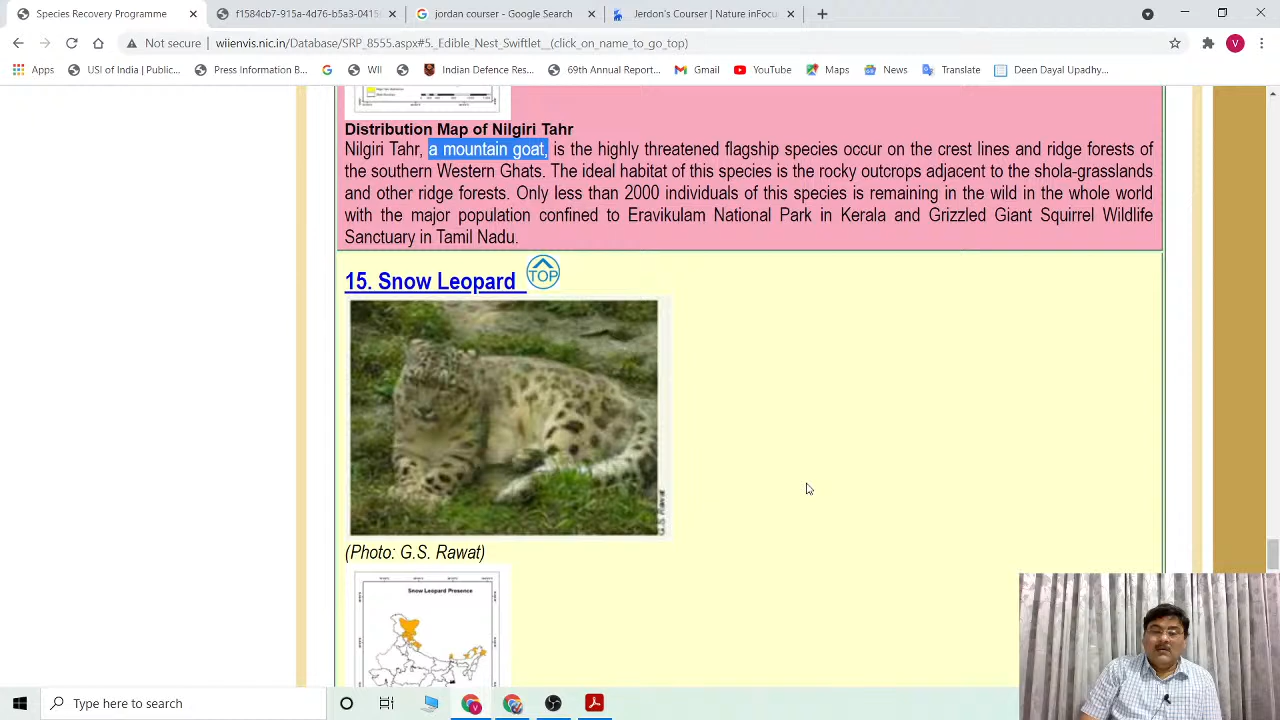 Species Recovery Programme
f1584cb7-915a-4d76-b5a3-0415
jordan courser - Google Search
Jerdon's Courser | Nature inFocus
Not secure | wiienvis.nic.in/Database/SRP_8555.aspx#5_Edible_Nest_Swiftlet__(click_on_name_to_go_top)
Apps
USI of India | Public...
Press Information B...
WII
Indian Defence Res...
69th Annual Report...
Gmail
YouTube
Maps
Translate
Deen Dayal Upaday...
Distribution Map of Nilgiri Tahr
Nilgiri Tahr, a mountain goat, is the highly threatened flagship species occur on the crest lines and ridge forests of
the southern Western Ghats. The ideal habitat of this species is the rocky outcrops adjacent to the shola-grasslands
and other ridge forests. Only less than 2000 individuals of this species is remaining in the wild in the whole world
with the major population confined to Eravikulam National Park in Kerala and Grizzled Giant Squirrel Wildlife
Sanctuary in Tamil Nadu.
15. Snow Leopard
TOP
(Photo: G.S. Rawat)
Snow Leopard Presence
Type here to search